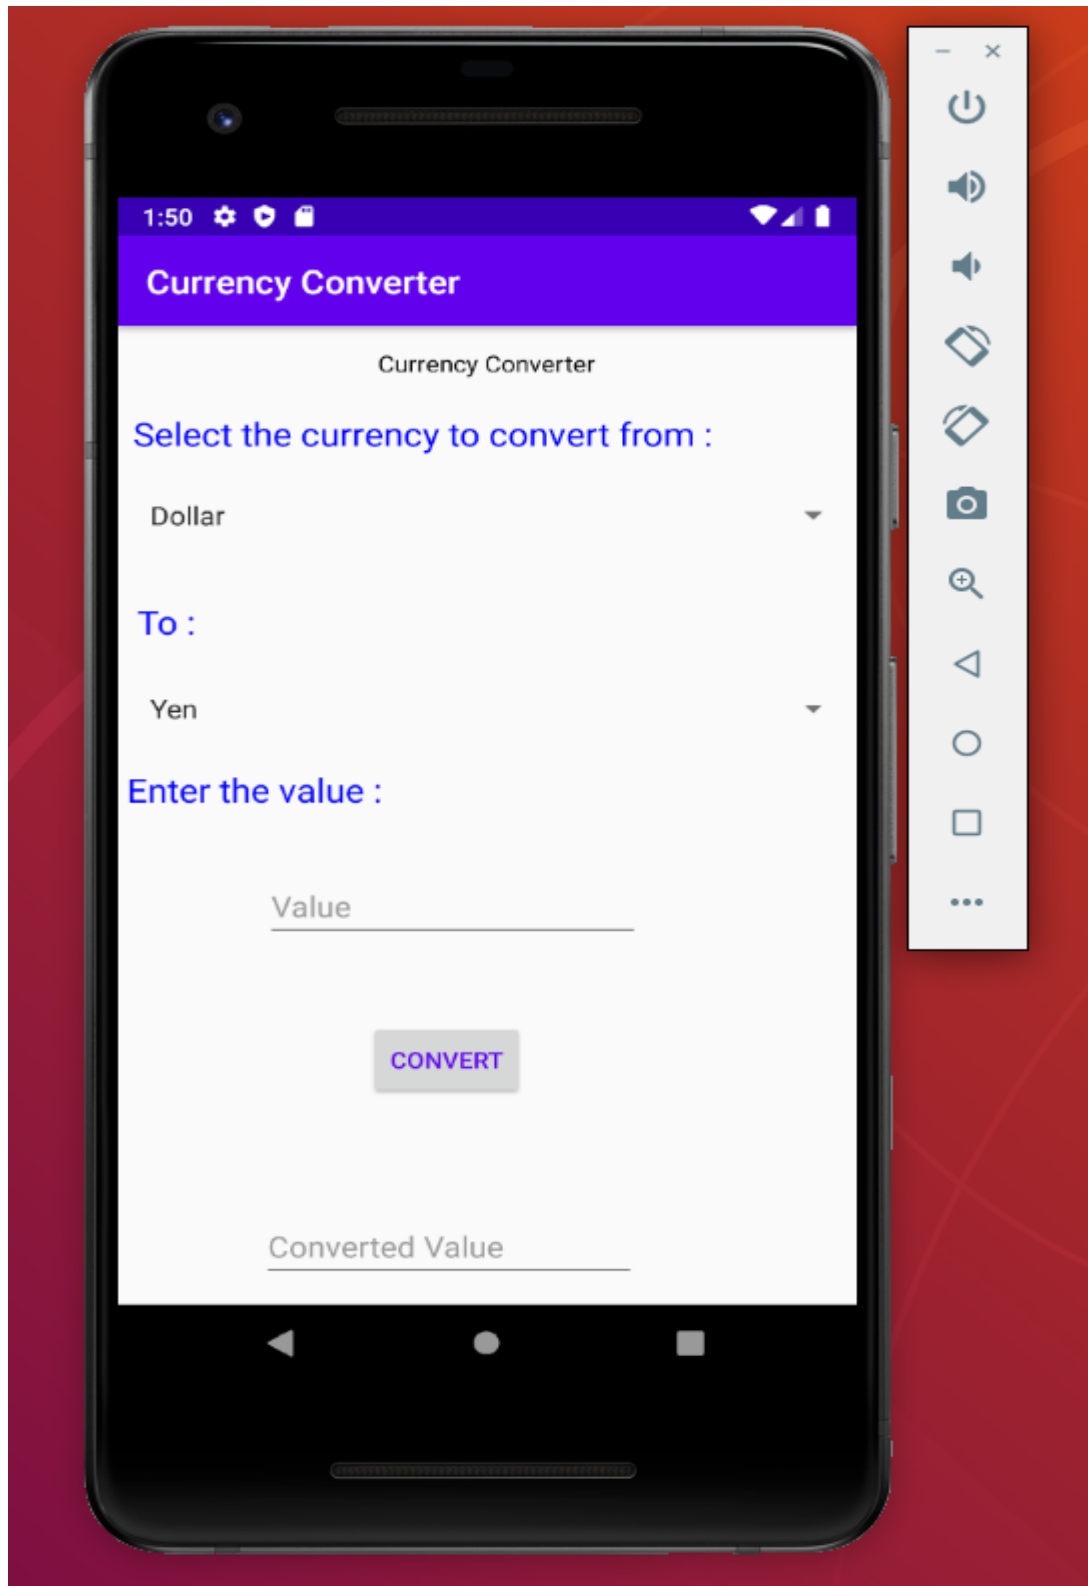 1:50
Currency Converter
Currency Converter
Select the currency to convert from :
Dollar
To :
Yen
Enter the value :
Value
CONVERT
Converted Value